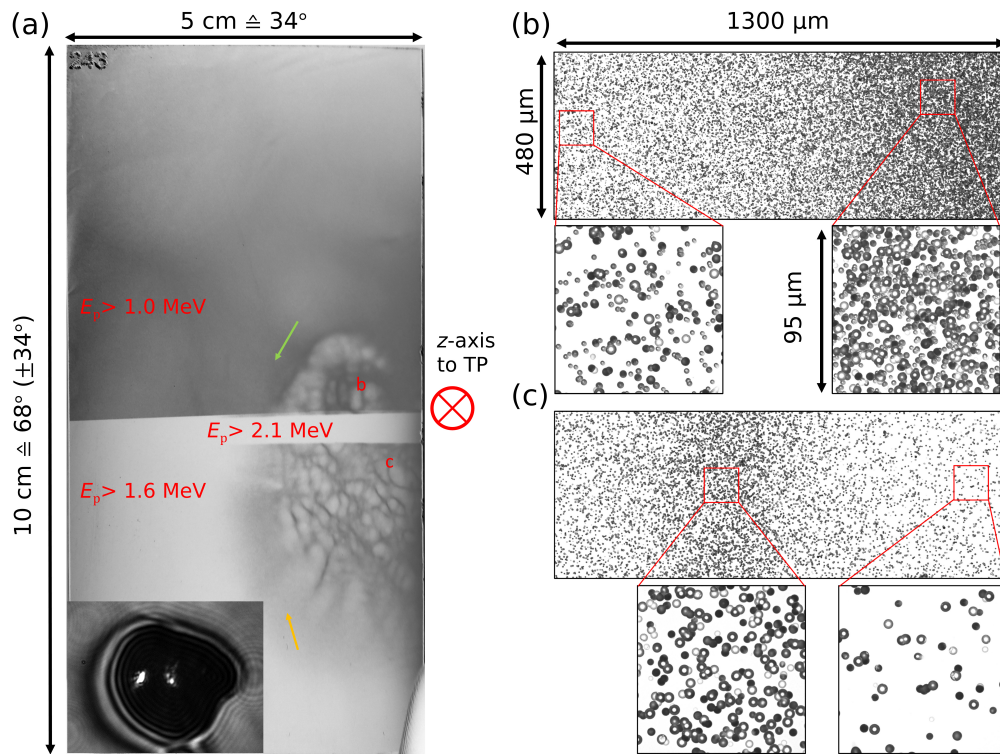 (a)
5 cm ≙ 34°
243
10 cm ≙ 68° (±34°)
Ep> 1.0 MeV
b
Ep> 2.1 MeV
c
Ep> 1.6 MeV
z-axis
to TP
(b)
1300 μm
480 μm
95 μm
(c)